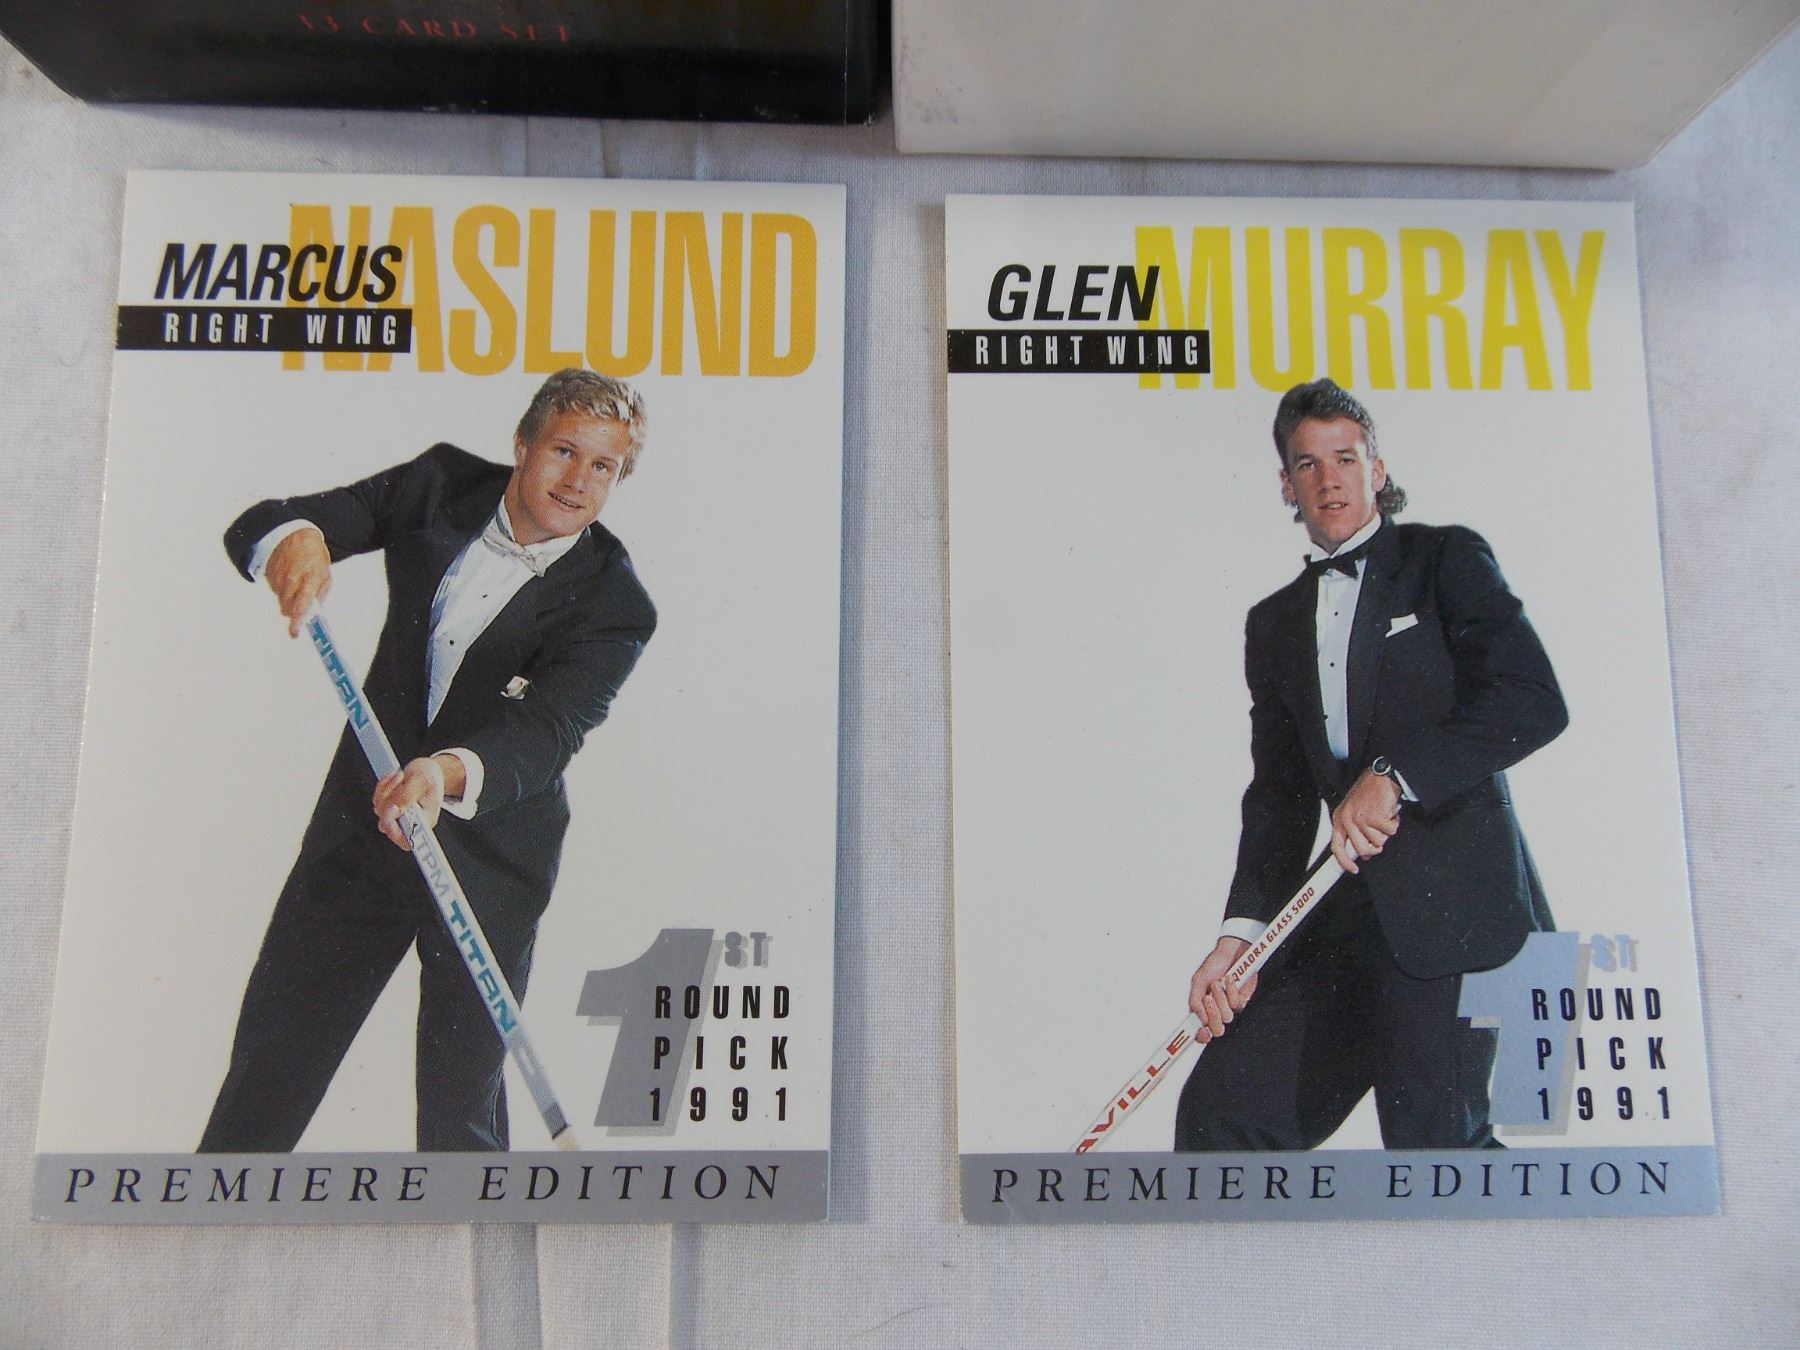 33 CARD SET
MARCUS NASLUND
RIGHT WING
TITAN
TPM TITAN
1ST
ROUND
PICK
1991
PREMIERE EDITION
GLEN MURRAY
RIGHT WING
QUADRA GLASS 5000
AVILLE
1ST
ROUND
PICK
1991
PREMIERE EDITION